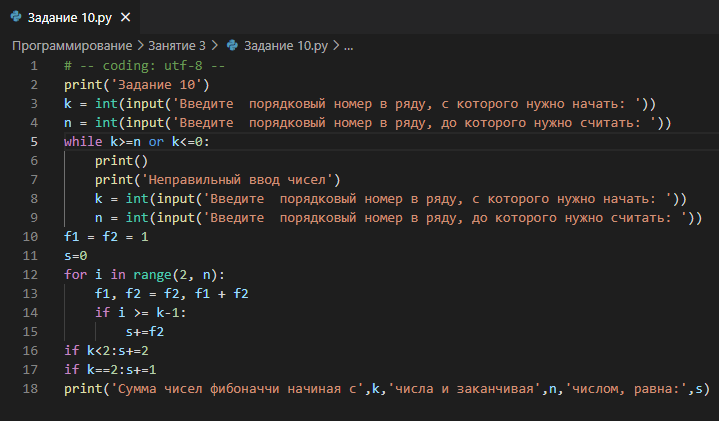 Задание 10.py ×
Программирование > Занятие 3 > Задание 10.py > ...
1 # -- coding: utf-8 --
2 print('Задание 10')
3 k = int(input('Введите  порядковый номер в ряду, с которого нужно начать: '))
4 n = int(input('Введите  порядковый номер в ряду, до которого нужно считать: '))
5 while k>=n or k<=0:
6     print()
7     print('Неправильный ввод чисел')
8     k = int(input('Введите  порядковый номер в ряду, с которого нужно начать: '))
9     n = int(input('Введите  порядковый номер в ряду, до которого нужно считать: '))
10 f1 = f2 = 1
11 s=0
12 for i in range(2, n):
13     f1, f2 = f2, f1 + f2
14     if i >= k-1:
15         s+=f2
16 if k<2:s+=2
17 if k==2:s+=1
18 print('Сумма чисел фибоначчи начиная с',k,'числа и заканчивая',n,'числом, равна:',s)